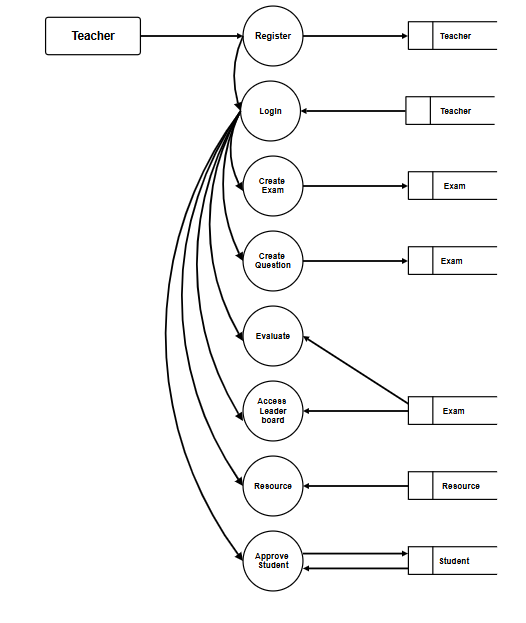 Teacher
Register
Teacher
Login
Teacher
Create
Exam
Exam
Create
Question
Exam
Evaluate
Access
Leader
board
Exam
Resource
Resource
Approve
Student
Student